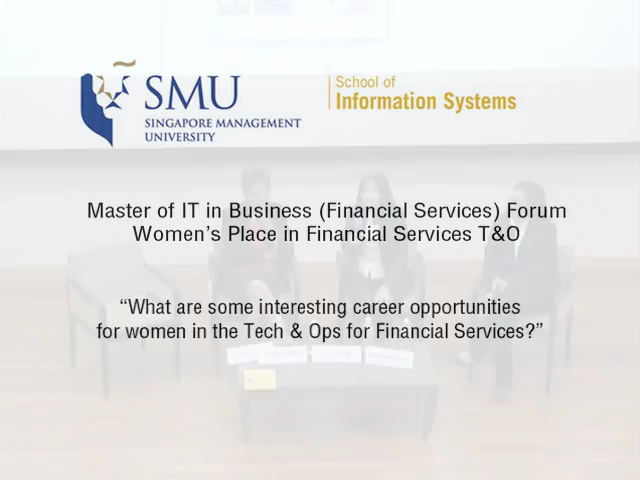 SMU
SINGAPORE MANAGEMENT
UNIVERSITY
School of
Information Systems
Master of IT in Business (Financial Services) Forum
Women's Place in Financial Services T&O
“What are some interesting career opportunities
for women in the Tech & Ops for Financial Services?”